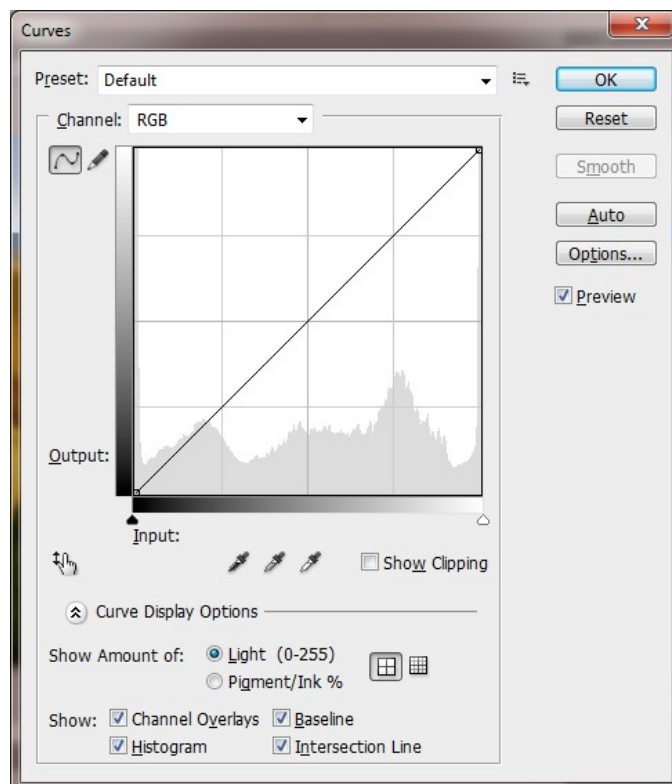 Curves
Preset: Default
OK
Channel: RGB
Reset
Smooth
Auto
Options...
Preview
Output:
Input:
Show Clipping
Curve Display Options
Show Amount of: Light (0-255)
Pigment/Ink %
Show: Channel Overlays Baseline
Histogram Intersection Line